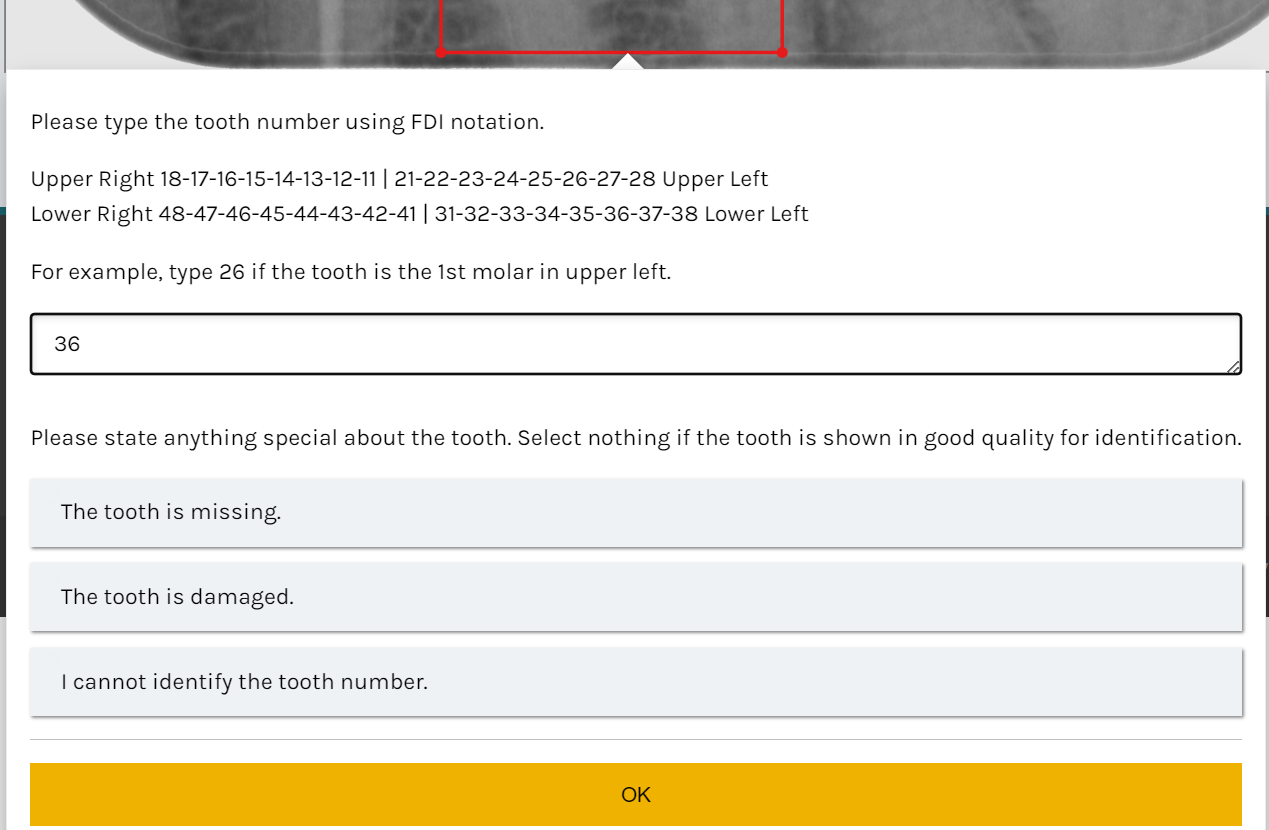 Please type the tooth number using FDI notation.
Upper Right 18-17-16-15-14-13-12-11 | 21-22-23-24-25-26-27-28 Upper Left
Lower Right 48-47-46-45-44-43-42-41 | 31-32-33-34-35-36-37-38 Lower Left
For example, type 26 if the tooth is the 1st molar in upper left.
36
Please state anything special about the tooth. Select nothing if the tooth is shown in good quality for identification.
The tooth is missing.
The tooth is damaged.
I cannot identify the tooth number.
OK